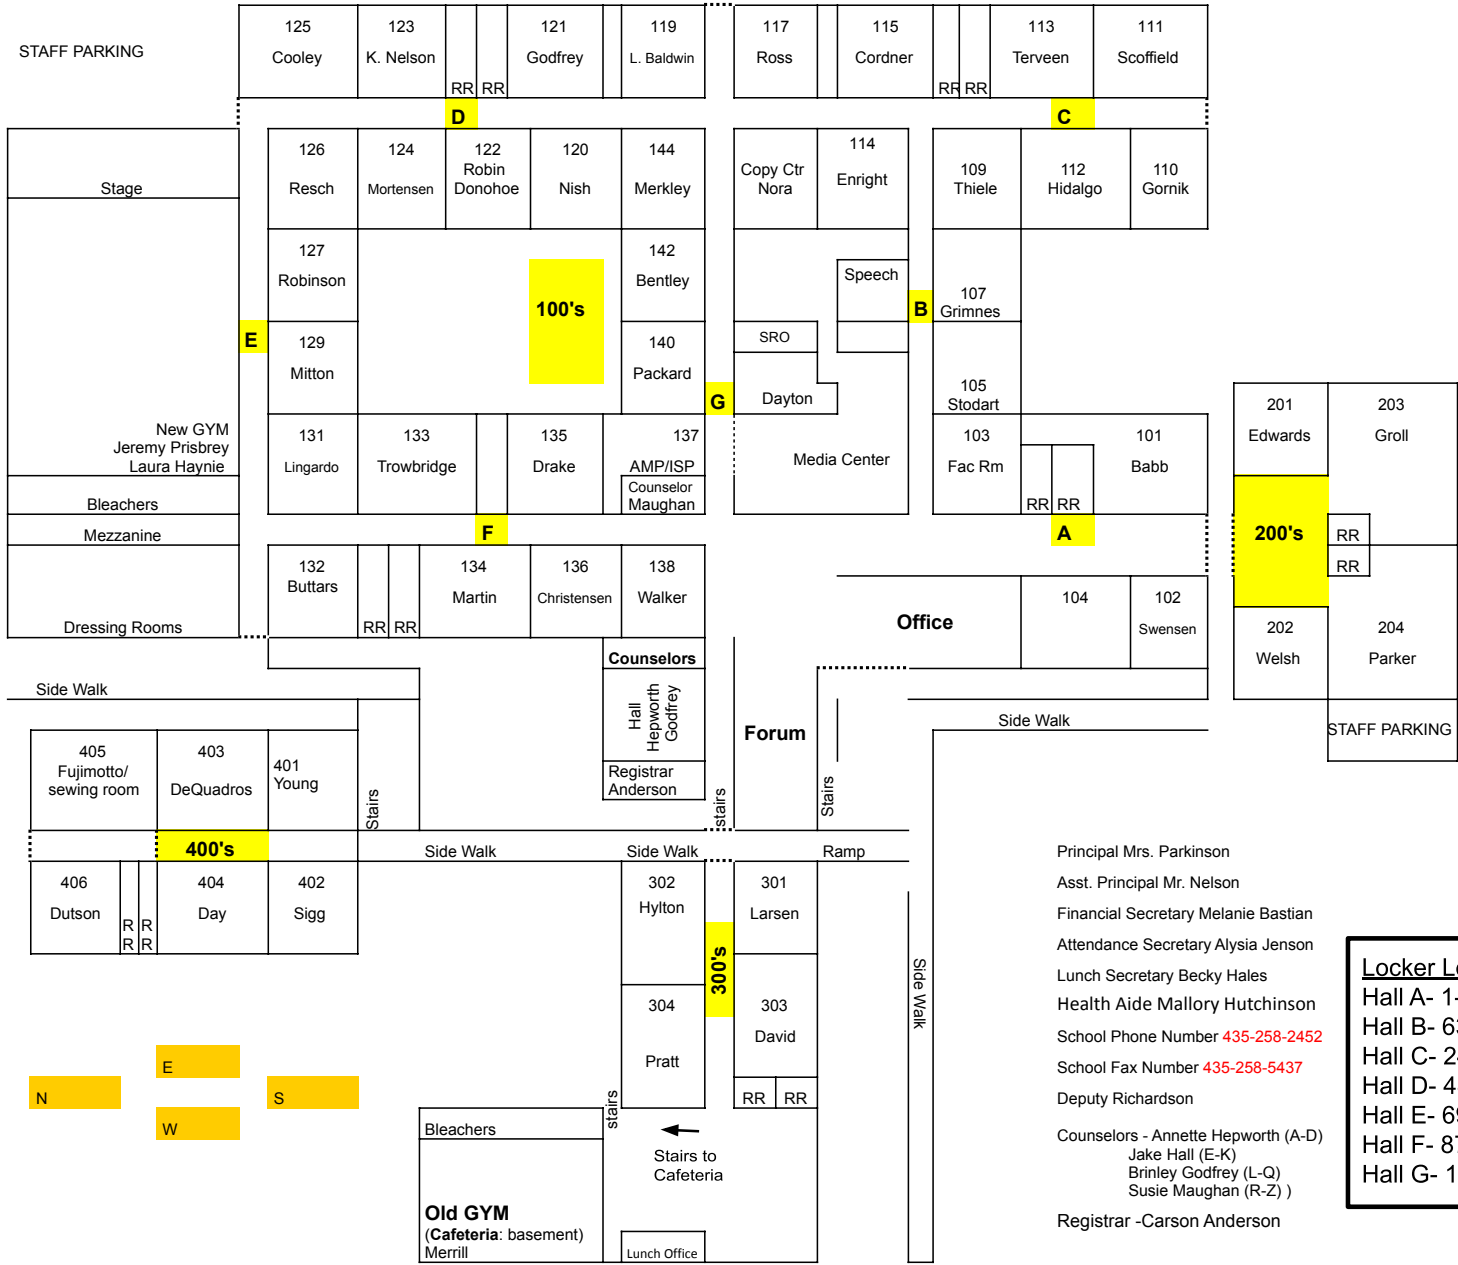 STAFF PARKING
125
Cooley
123
K. Nelson
RR
RR
121
Godfrey
119
L. Baldwin
117
Ross
115
Cordner
RR
RR
113
Terveen
111
Scoffield
D
C
Stage
126
Resch
124
Mortensen
122
Robin
Donohoe
120
Nish
144
Merkley
Copy Ctr
Nora
114
Enright
109
Thiele
112
Hidalgo
110
Gornik
127
Robinson
100's
142
Bentley
Speech
B
107
Grimnes
E
129
Mitton
140
Packard
SRO
G
Dayton
105
Stodart
New GYM
Jeremy Prisbrey
Laura Haynie
131
Lingardo
133
Trowbridge
135
Drake
137
AMP/ISP
Counselor
Maughan
Media Center
103
Fac Rm
RR
RR
101
Babb
201
Edwards
203
Groll
Bleachers
Mezzanine
F
A
200's
RR
RR
Dressing Rooms
132
Buttars
RR
RR
134
Martin
136
Christensen
138
Walker
Office
104
102
Swensen
202
Welsh
204
Parker
Counselors
Hall
Hepworth
Godfrey
Registrar
Anderson
Forum
Side Walk
Side Walk
STAFF PARKING
405
Fujimotto/
sewing room
403
DeQuadros
401
Young
Stairs
stairs
Stairs
400's
Side Walk
Side Walk
Ramp
406
Dutson
R
R
R
R
404
Day
402
Sigg
302
Hylton
301
Larsen
300's
304
Pratt
303
David
RR
RR
Side Walk
N
E
S
W
Bleachers
stairs
Stairs to
Cafeteria
Old GYM
(Cafeteria: basement)
Merrill
Lunch Office
Principal Mrs. Parkinson
Asst. Principal Mr. Nelson
Financial Secretary Melanie Bastian
Attendance Secretary Alysia Jenson
Lunch Secretary Becky Hales
Health Aide Mallory Hutchinson
School Phone Number 435-258-2452
School Fax Number 435-258-5437
Deputy Richardson
Counselors - Annette Hepworth (A-D)
Jake Hall (E-K)
Brinley Godfrey (L-Q)
Susie Maughan (R-Z) )
Registrar -Carson Anderson
Locker
Hall A- 1-
Hall B-
Hall C-
Hall D-
Hall E-
Hall F-
Hall G-